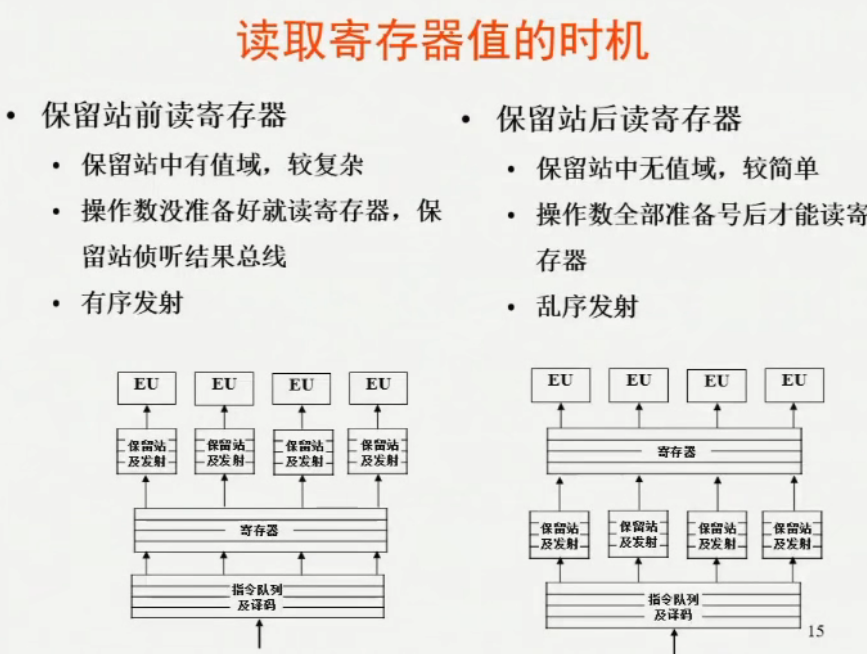 读取寄存器值的时机
• 保留站前读寄存器
• 保留站中有值域，较复杂
• 操作数没准备好就读寄存器，保
留站侦听结果总线
• 有序发射
• 保留站后读寄存器
• 保留站中无值域，较简单
• 操作数全部准备号后才能读寄
存器
• 乱序发射
EU EU EU EU
保留站 保留站 保留站 保留站
及发射 及发射 及发射 及发射
寄存器
指令队列
及译码
EU EU EU EU
寄存器
保留站 保留站 保留站 保留站
及发射 及发射 及发射 及发射
指令队列
及译码
15